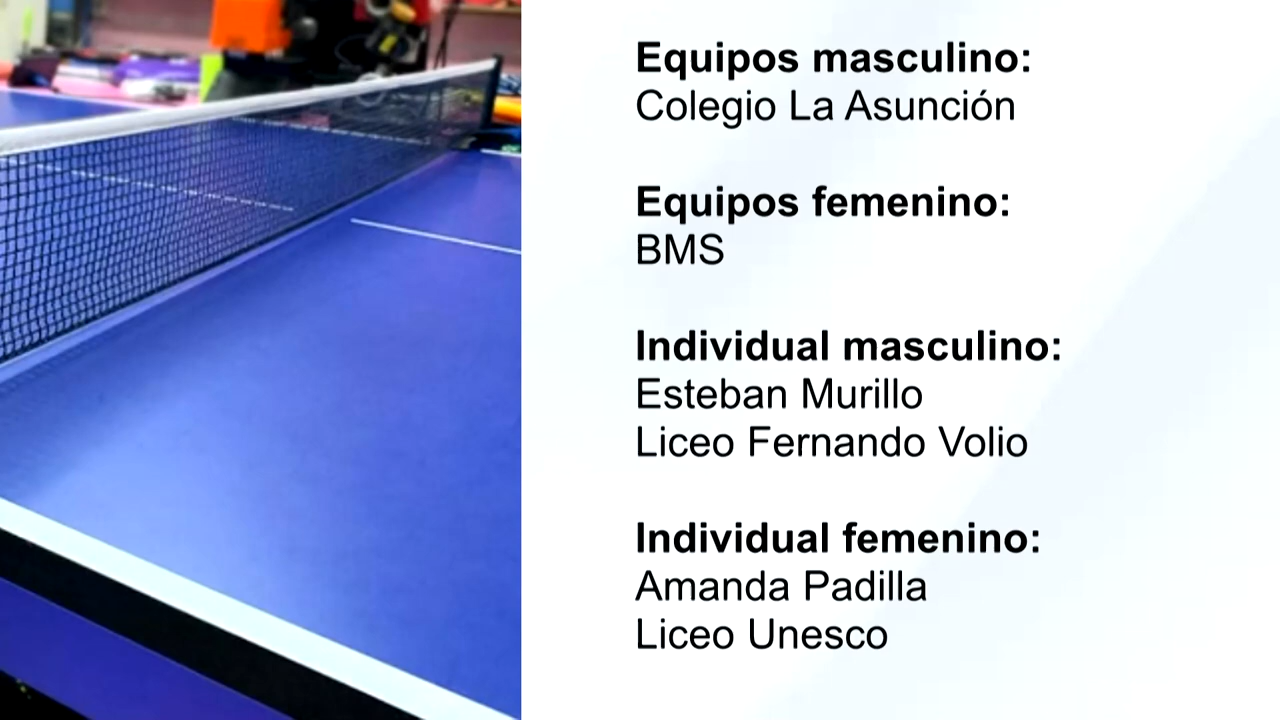 Equipos masculino:
Colegio La Asunción
Equipos femenino:
BMS
Individual masculino:
Esteban Murillo
Liceo Fernando Volio
Individual femenino:
Amanda Padilla
Liceo Unesco